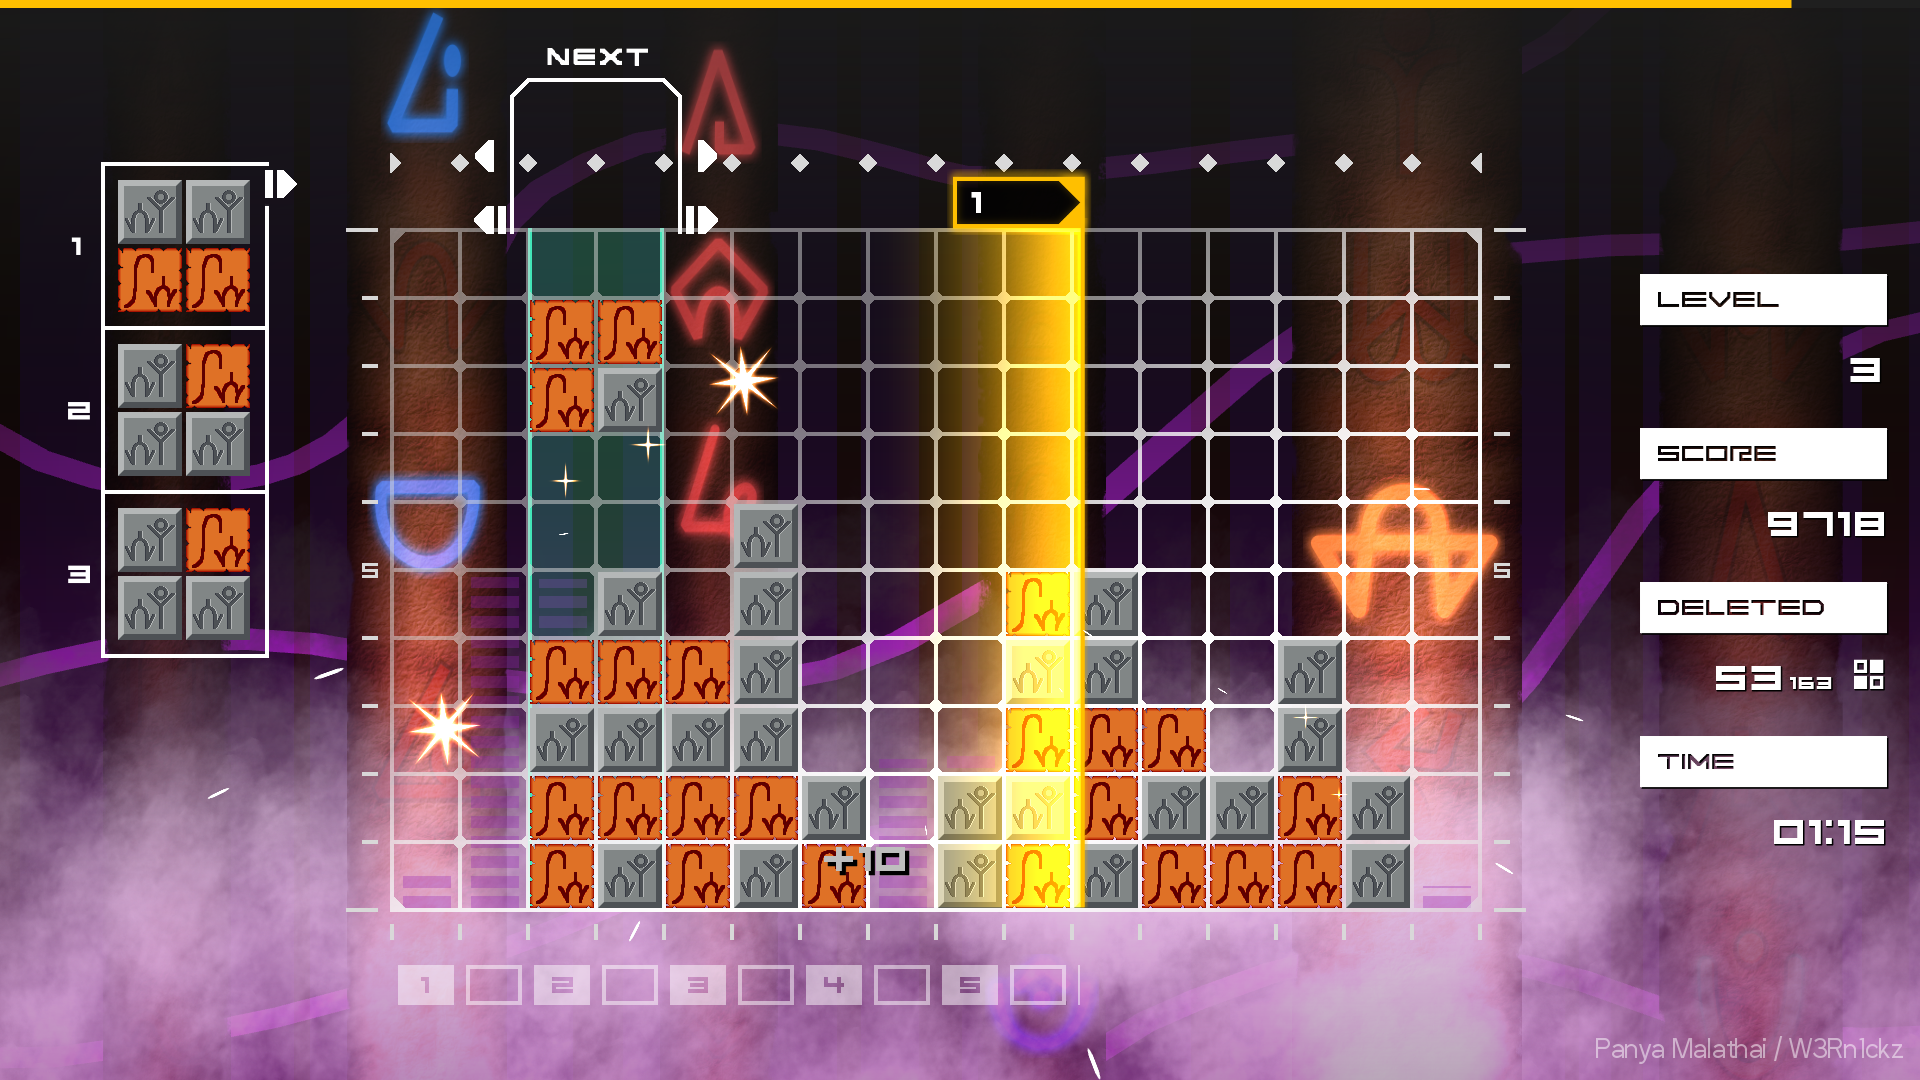 NEXT
1
1
2
3
5
5
LEVEL
3
SCORE
9718
DELETED
53 163
TIME
01:15
+10
1 2 3 4 5
Panya Malathai / W3Rn1ckz